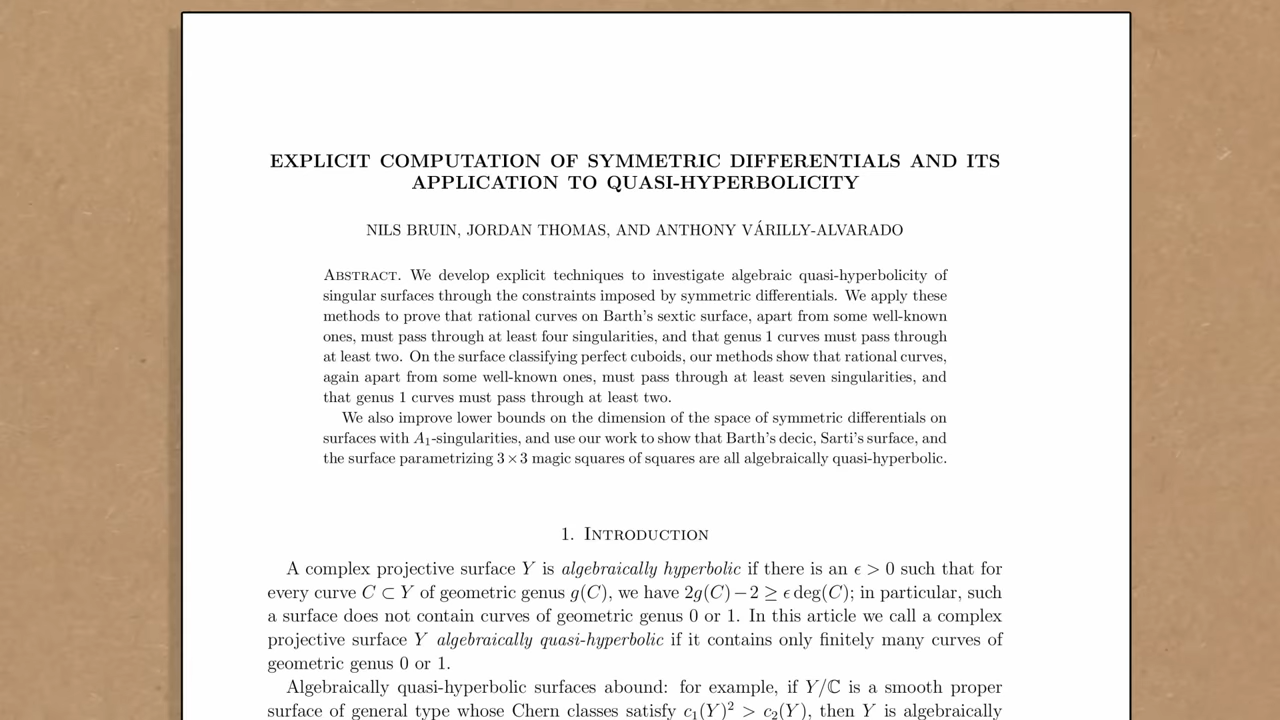 EXPLICIT COMPUTATION OF SYMMETRIC DIFFERENTIALS AND ITS
APPLICATION TO QUASI-HYPERBOLICITY
NILS BRUIN, JORDAN THOMAS, AND ANTHONY VÁRILLY-ALVARADO
ABSTRACT. We develop explicit techniques to investigate algebraic quasi-hyperbolicity of
singular surfaces through the constraints imposed by symmetric differentials. We apply these
methods to prove that rational curves on Barth's sextic surface, apart from some well-known
ones, must pass through at least four singularities, and that genus 1 curves must pass through
at least two. On the surface classifying perfect cuboids, our methods show that rational curves,
again apart from some well-known ones, must pass through at least seven singularities, and
that genus 1 curves must pass through at least two.
We also improve lower bounds on the dimension of the space of symmetric differentials on
surfaces with A₁-singularities, and use our work to show that Barth's decic, Sarti's surface, and
the surface parametrizing 3×3 magic squares of squares are all algebraically quasi-hyperbolic.
1. INTRODUCTION
A complex projective surface Y is algebraically hyperbolic if there is an ϵ > 0 such that for
every curve C ⊂ Y of geometric genus g(C), we have 2g(C) − 2 ≥ ϵ deg(C); in particular, such
a surface does not contain curves of geometric genus 0 or 1. In this article we call a complex
projective surface Y algebraically quasi-hyperbolic if it contains only finitely many curves of
geometric genus 0 or 1.
Algebraically quasi-hyperbolic surfaces abound: for example, if Y/ℂ is a smooth proper
surface of general type whose Chern classes satisfy c₁(Y)² > c₂(Y), then Y is algebraically